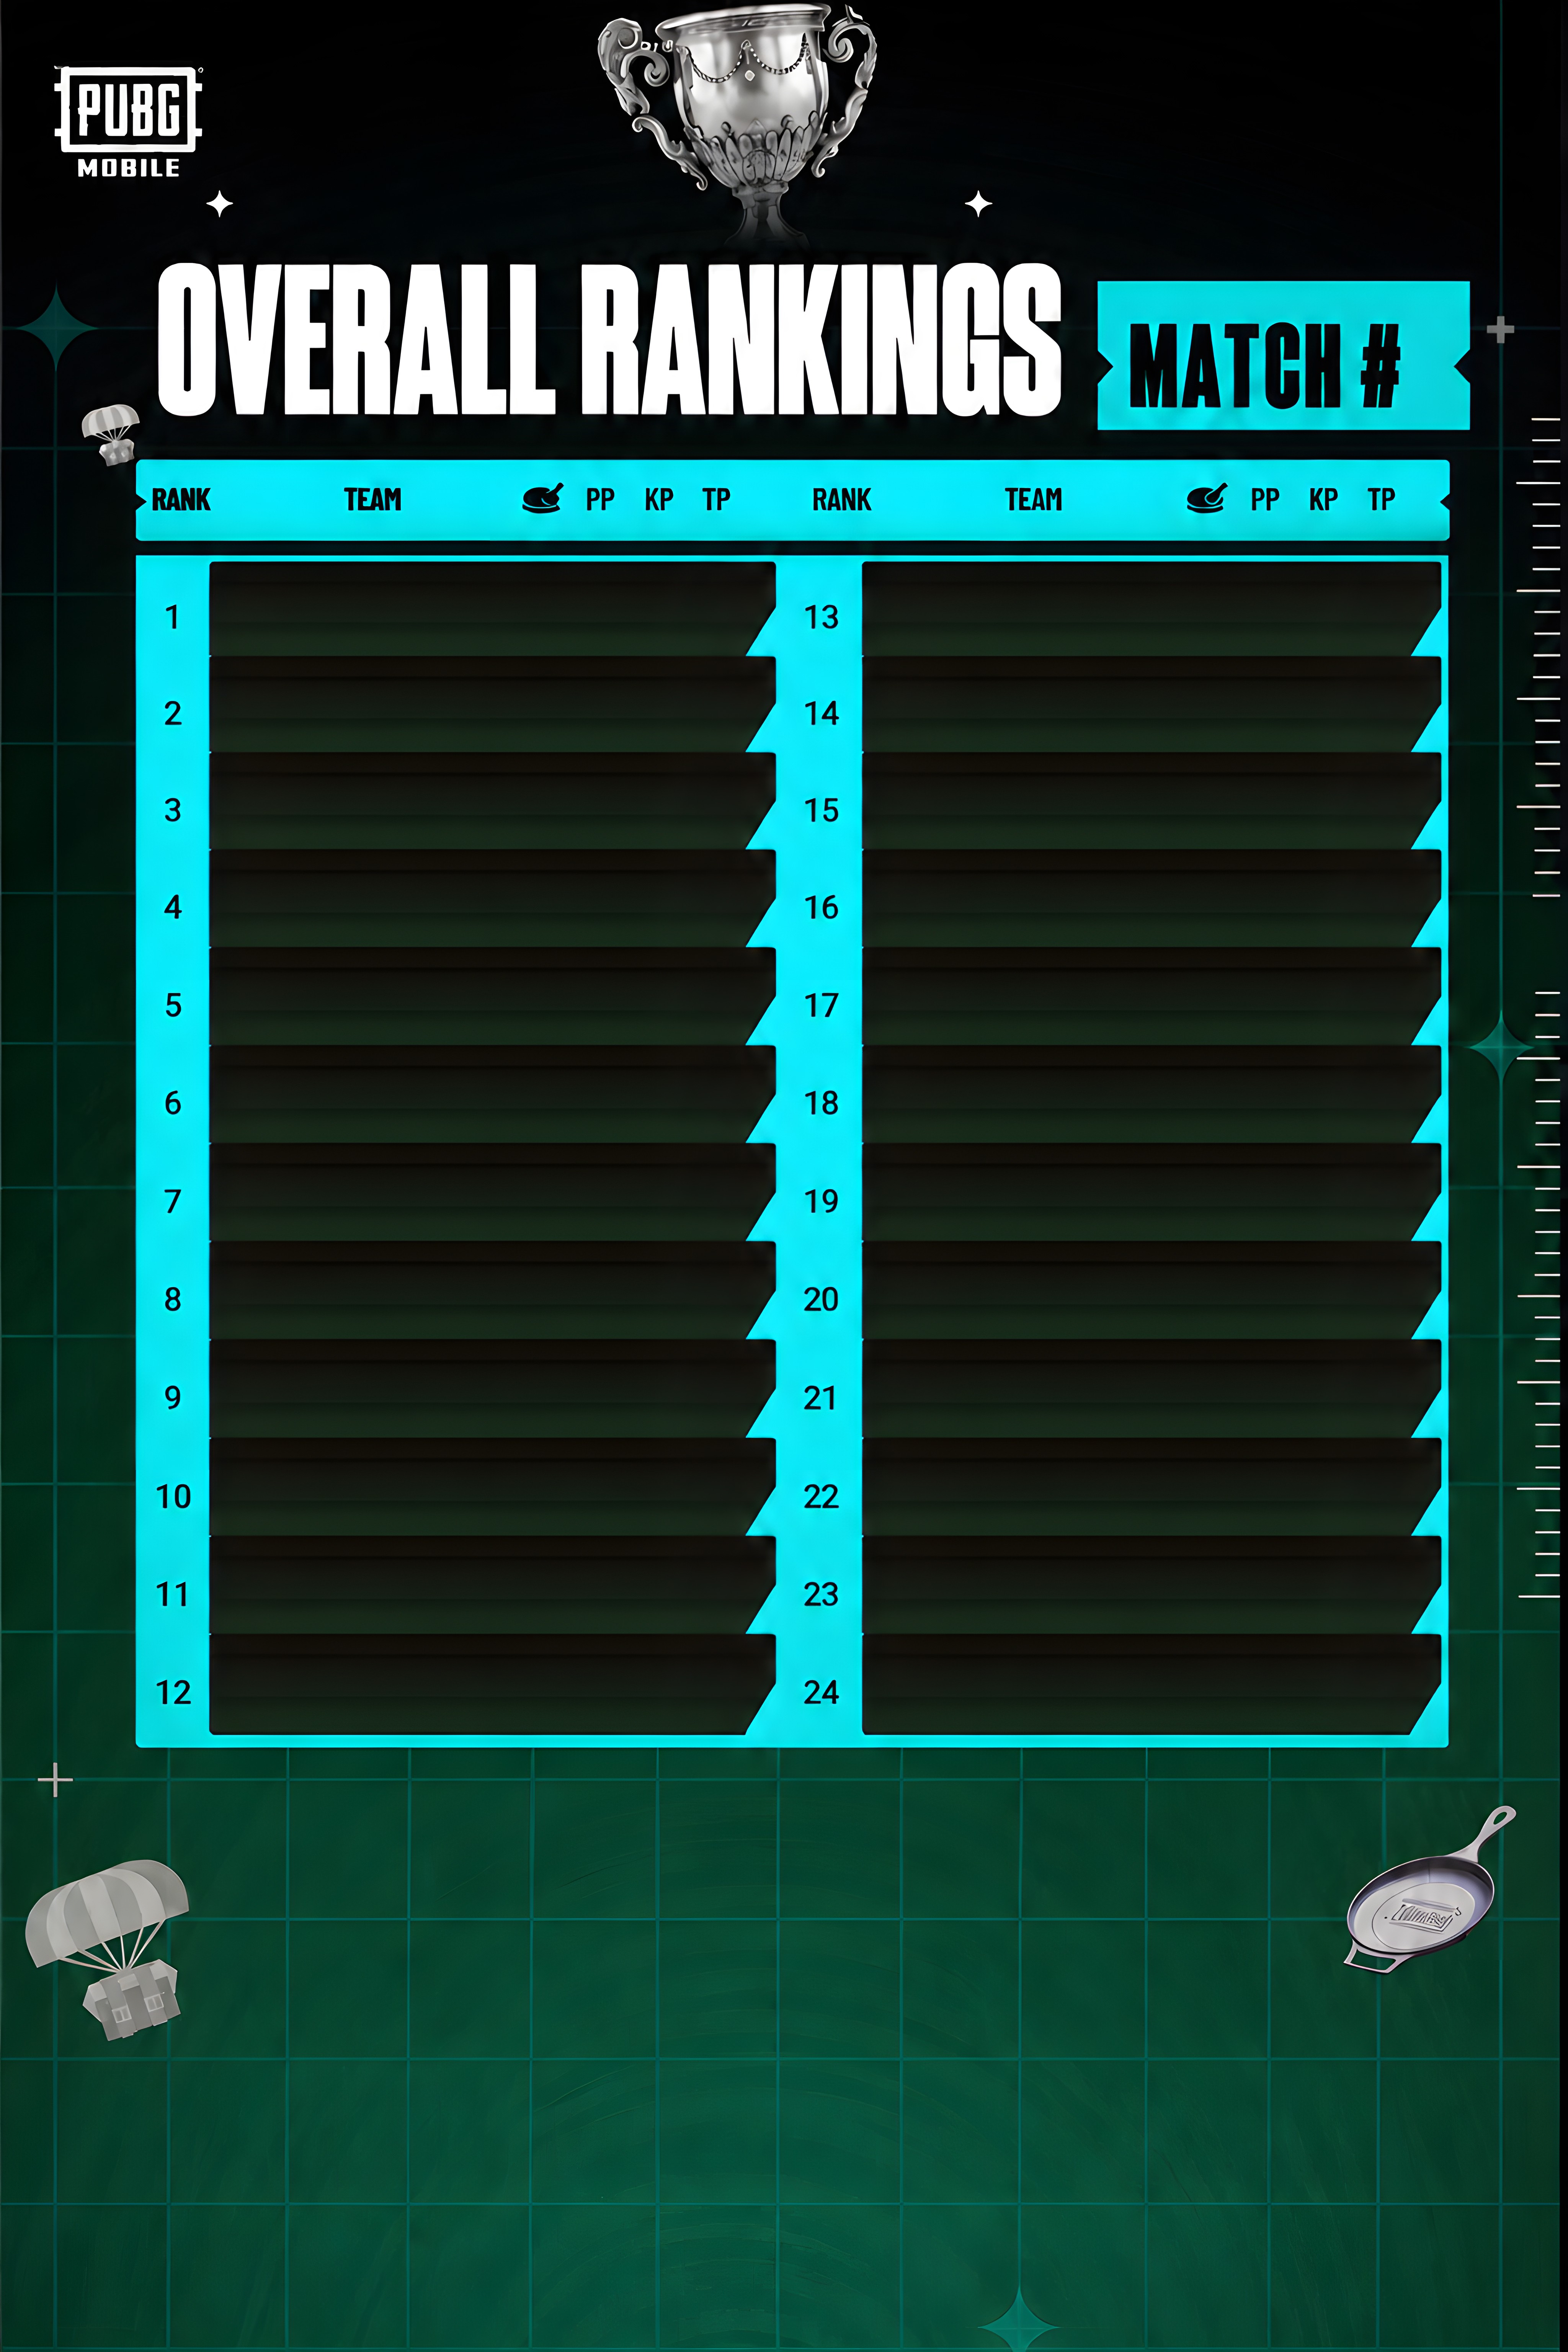 PUBG
MOBILE
OVERALL RANKINGS
MATCH #
RANK TEAM PP KP TP RANK TEAM PP KP TP
1 13
2 14
3 15
4 16
5 17
6 18
7 19
8 20
9 21
10 22
11 23
12 24